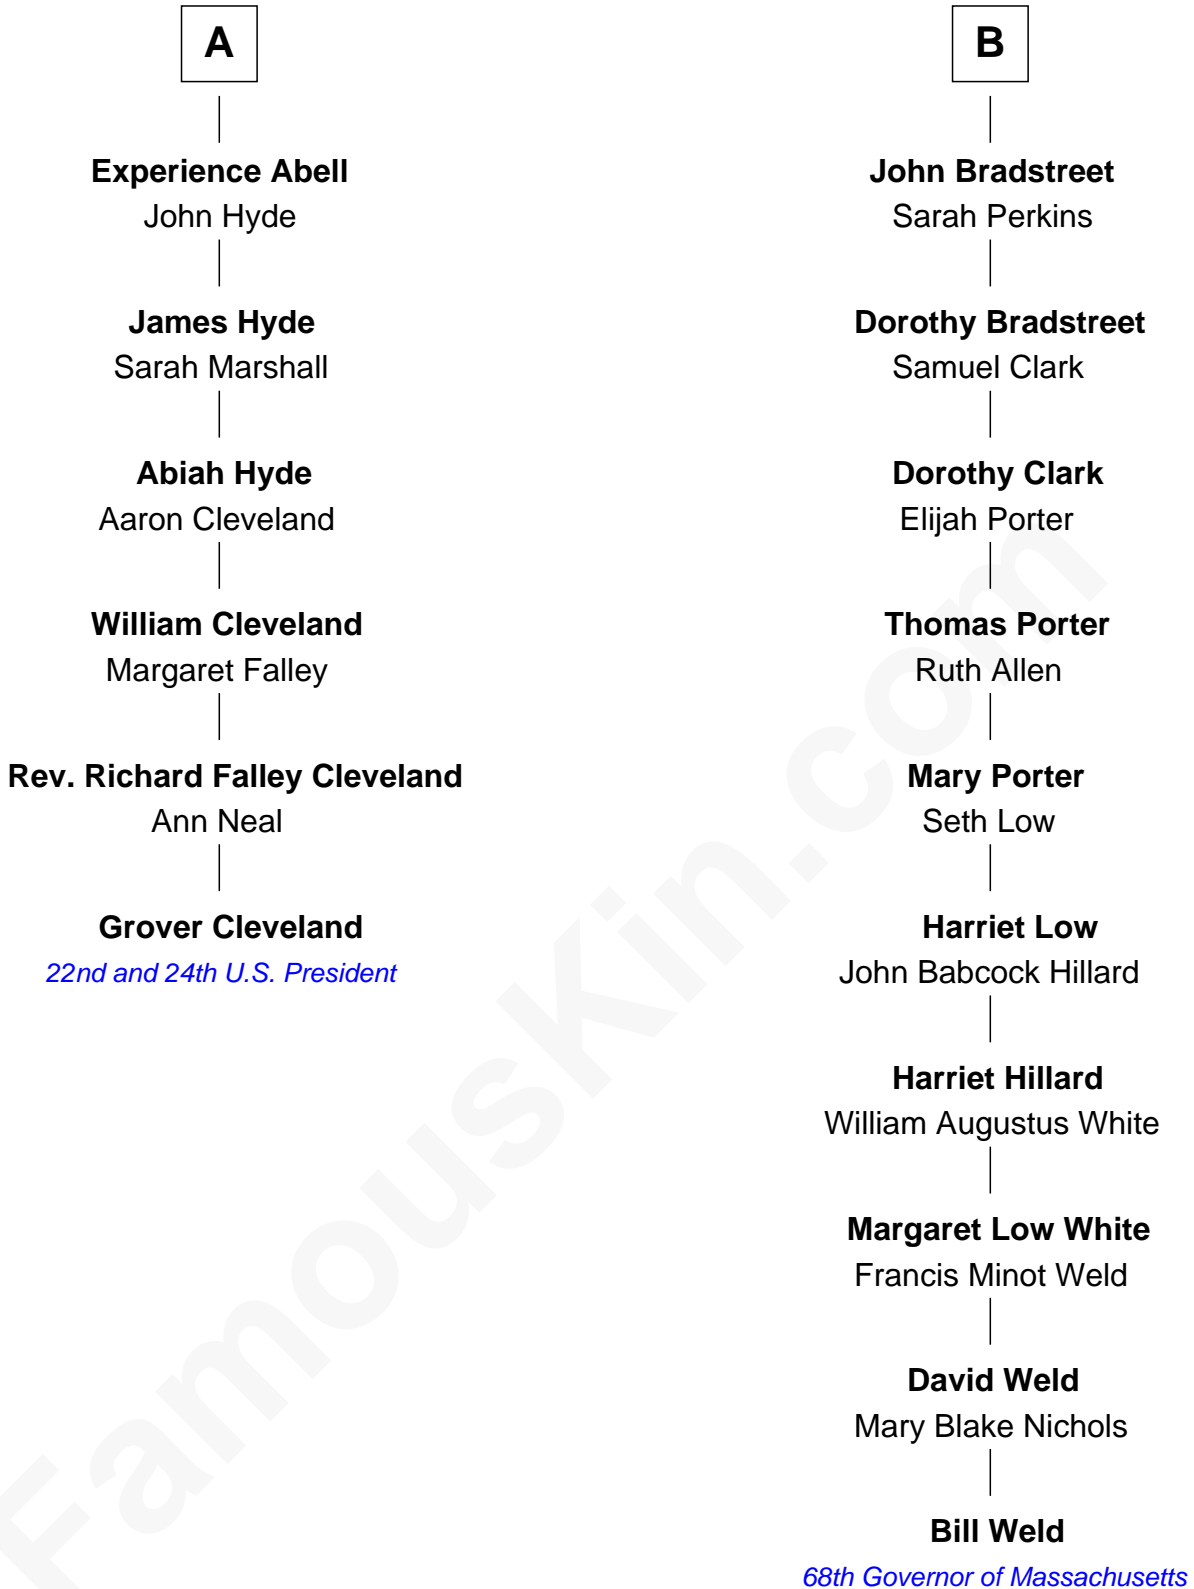 A
Experience Abell
John Hyde
James Hyde
Sarah Marshall
Abiah Hyde
Aaron Cleveland
William Cleveland
Margaret Falley
Rev. Richard Falley Cleveland
Ann Neal
Grover Cleveland
22nd and 24th U.S. President
B
John Bradstreet
Sarah Perkins
Dorothy Bradstreet
Samuel Clark
Dorothy Clark
Elijah Porter
Thomas Porter
Ruth Allen
Mary Porter
Seth Low
Harriet Low
John Babcock Hillard
Harriet Hillard
William Augustus White
Margaret Low White
Francis Minot Weld
David Weld
Mary Blake Nichols
Bill Weld
68th Governor of Massachusetts
FamousKin.com